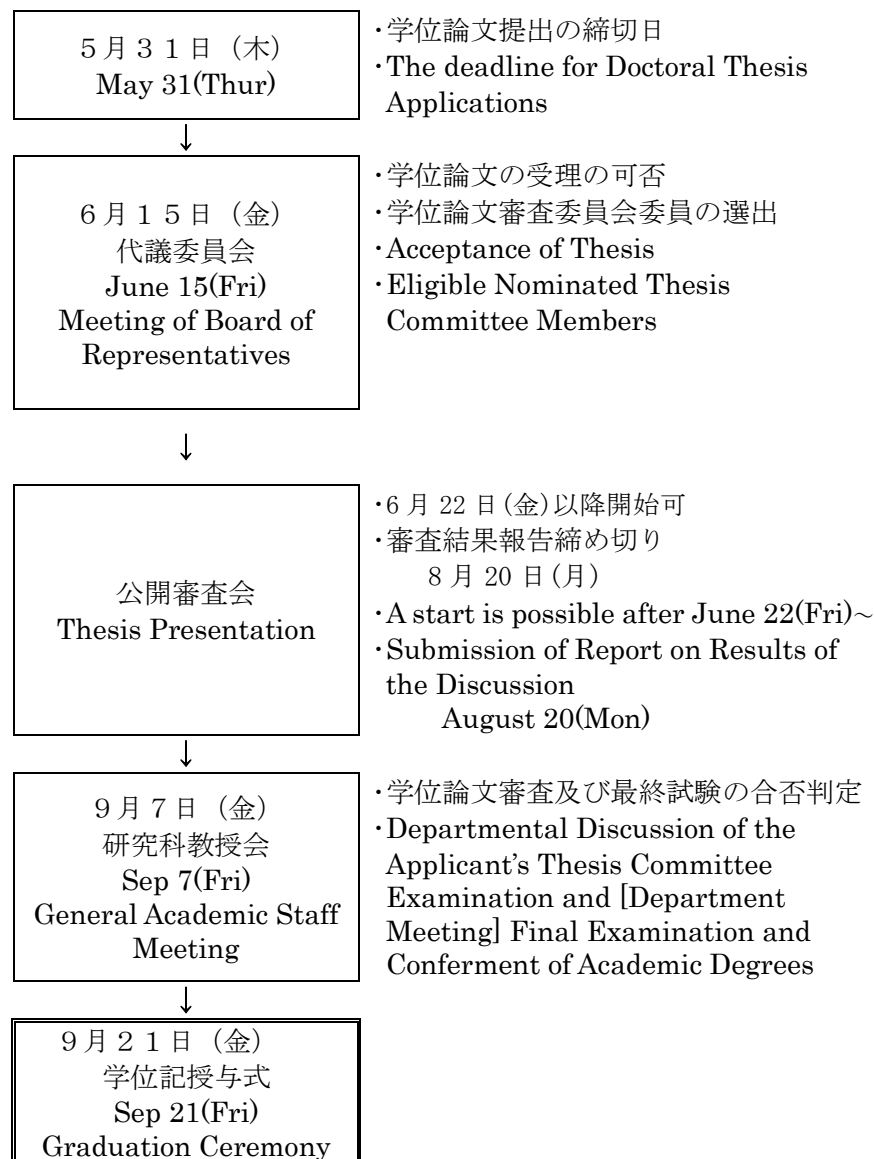 ５月３１日（木）
May 31(Thur)
・学位論文提出の締切日
・The deadline for Doctoral Thesis
Applications
↓
６月１５日（金）
代議委員会
June 15(Fri)
Meeting of Board of
Representatives
・学位論文の受理の可否
・学位論文審査委員会委員の選出
・Acceptance of Thesis
・Eligible Nominated Thesis
Committee Members
↓
公開審査会
Thesis Presentation
・6 月 22 日(金)以降開始可
・審査結果報告締め切り
8 月 20 日(月)
・A start is possible after June 22(Fri)~
・Submission of Report on Results of
the Discussion
August 20(Mon)
↓
９月７日（金）
研究科教授会
Sep 7(Fri)
General Academic Staff
Meeting
・学位論文審査及び最終試験の合否判定
・Departmental Discussion of the
Applicant’s Thesis Committee
Examination and [Department
Meeting] Final Examination and
Conferment of Academic Degrees
↓
９月２１日（金）
学位記授与式
Sep 21(Fri)
Graduation Ceremony